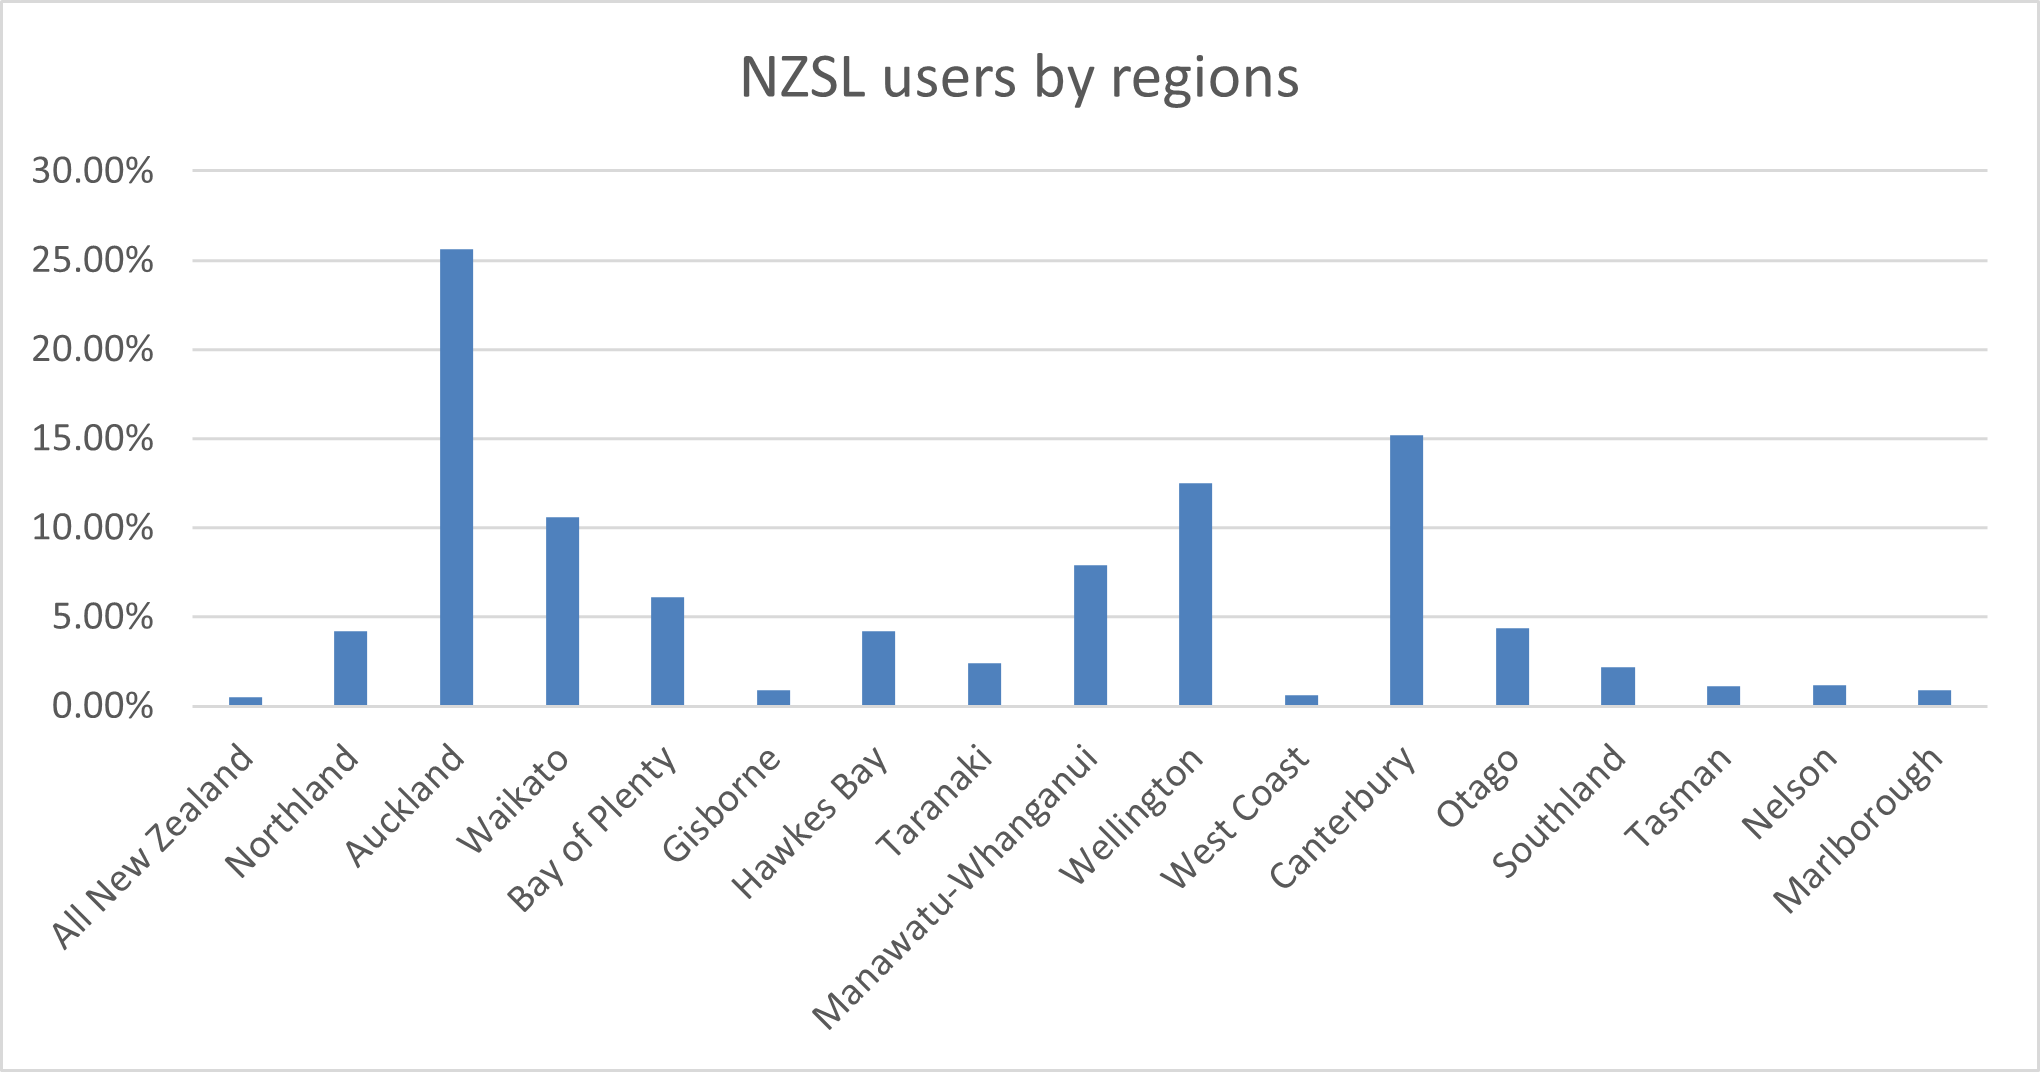 NZSL users by regions
30.00%
25.00%
20.00%
15.00%
10.00%
5.00%
0.00%
All New Zealand
Northland
Auckland
Waikato
Bay of Plenty
Gisborne
Hawkes Bay
Taranaki
Manawatu-Whanganui
Wellington
West Coast
Canterbury
Otago
Southland
Tasman
Nelson
Marlborough